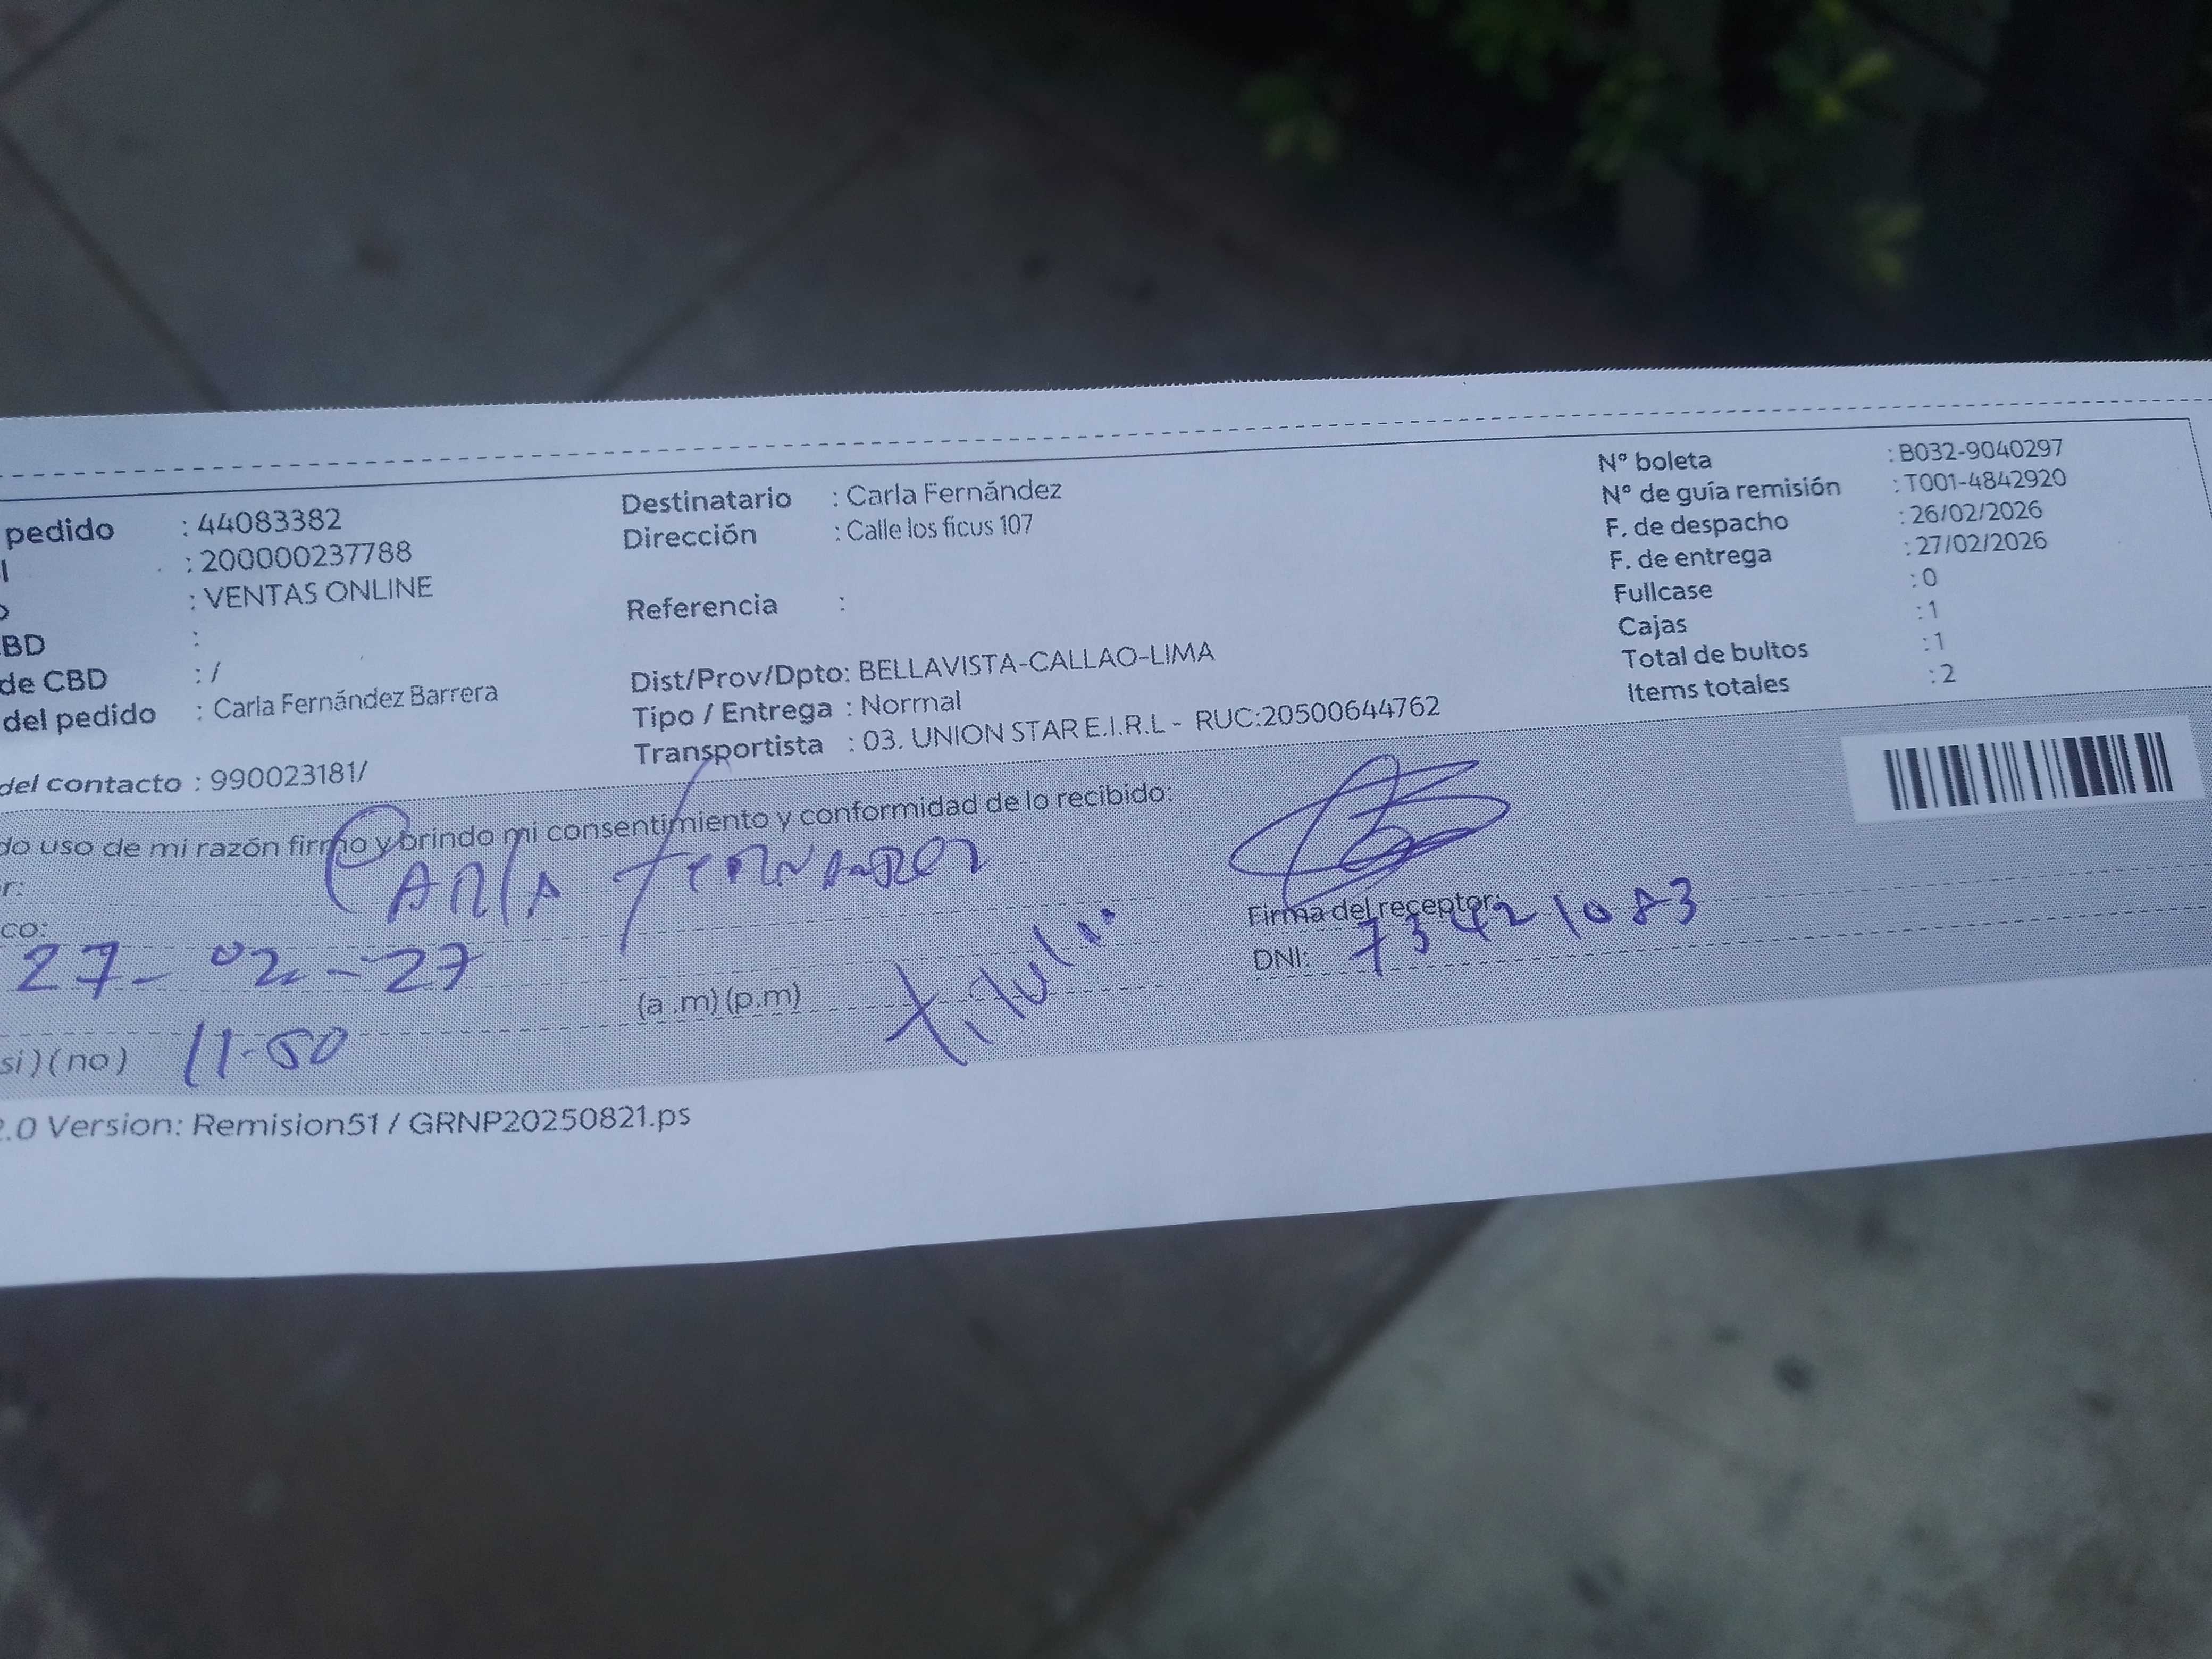 pedido : 44083382
l : 200000237788
o : VENTAS ONLINE
BD :
de CBD : /
del pedido : Carla Fernández Barrera
del contacto : 990023181/
Destinatario : Carla Fernández
Dirección : Calle los ficus 107
Referencia :
Dist/Prov/Dpto: BELLAVISTA-CALLAO-LIMA
Tipo / Entrega : Normal
Transportista : 03. UNION STAR E.I.R.L - RUC:20500644762
Nº boleta : B032-9040297
Nº de guía remisión : T001-4842920
F. de despacho : 26/02/2026
F. de entrega : 27/02/2026
Fullcase : 0
Cajas : 1
Total de bultos : 1
Items totales : 2
do uso de mi razón firmo y brindo mi consentimiento y conformidad de lo recibido:
r: CARLA FERNANDEZ
co:
27-02-27
(a .m) (p.m)
si) (no) 11-50
Firma del receptor:
DNI: 73421083
2.0 Version: Remision51 / GRNP20250821.ps